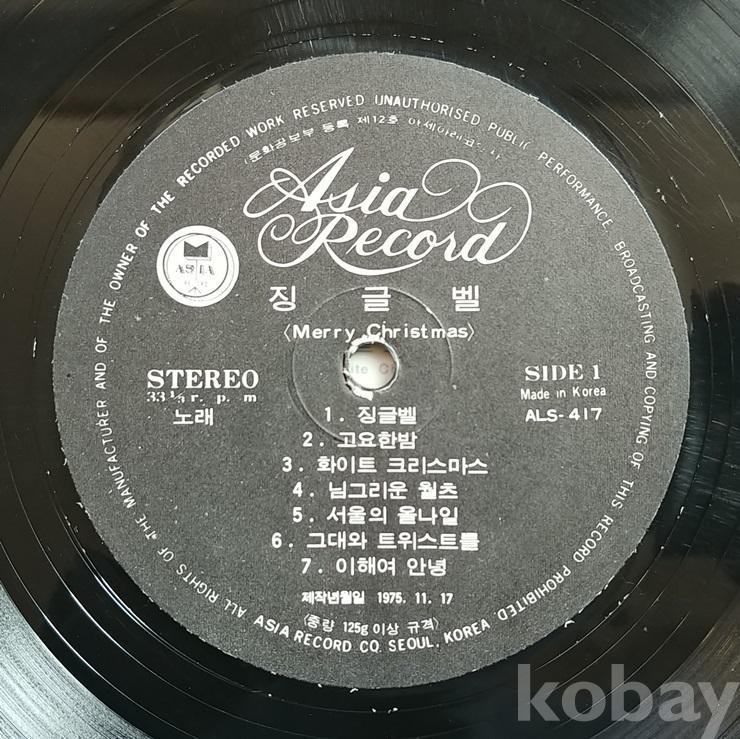 ALL RIGHTS OF THE MANUFACTURER AND OF THE OWNER OF THE RECORDED WORK RESERVED UNAUTHORISED PUBLIC PERFORMANCE BROADCASTING AND COPYING OF THIS RECORD PROHIBITED.
(문화공보부 등록 제12호 아세아레코드사
Asia
Record
ASIA
징글벨
〈Merry Christmas〉
STEREO
33⅓ r. p. m
노래
SIDE 1
Made in Korea
ALS-417
1. 징글벨
2. 고요한밤
3. 화이트 크리스마스
4. 님그리운 월츠
5. 서울의 올나일
6. 그대와 트위스트를
7. 이해여 안녕
제작년월일 1975. 11. 17
〈중량 125g 이상 규격〉
ASIA RECORD CO. SEOUL, KOREA
kobay